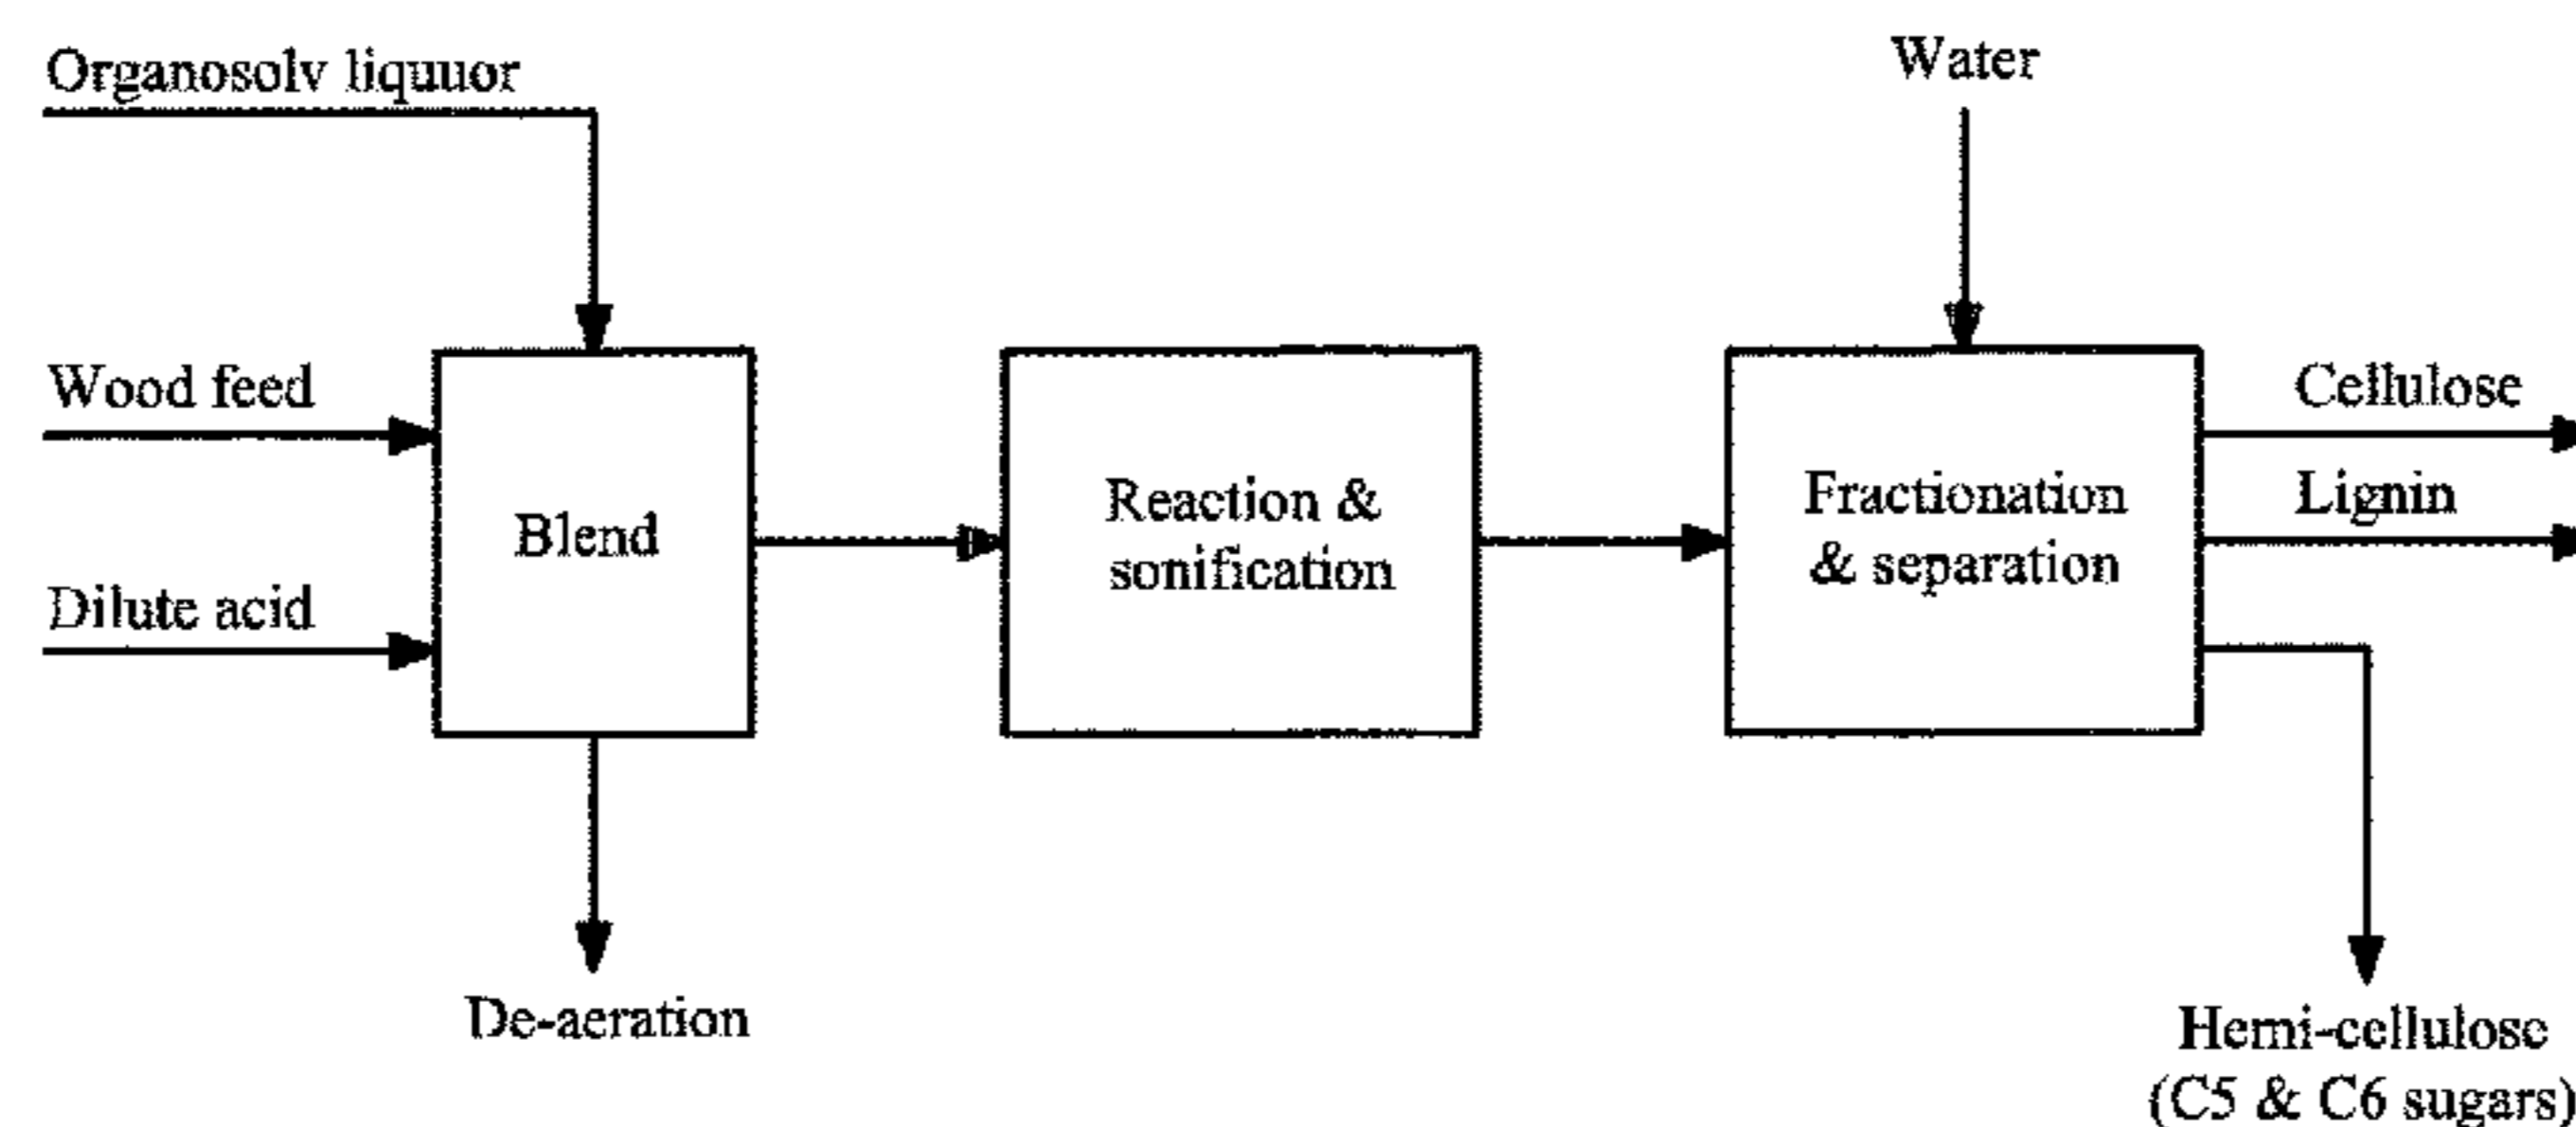 Organosolv liquuor
Water
Wood feed
Dilute acid
Blend
Reaction &
sonification
Fractionation
& separation
Cellulose
Lignin
De-aeration
Hemi-cellulose
(C5 & C6 sugars)